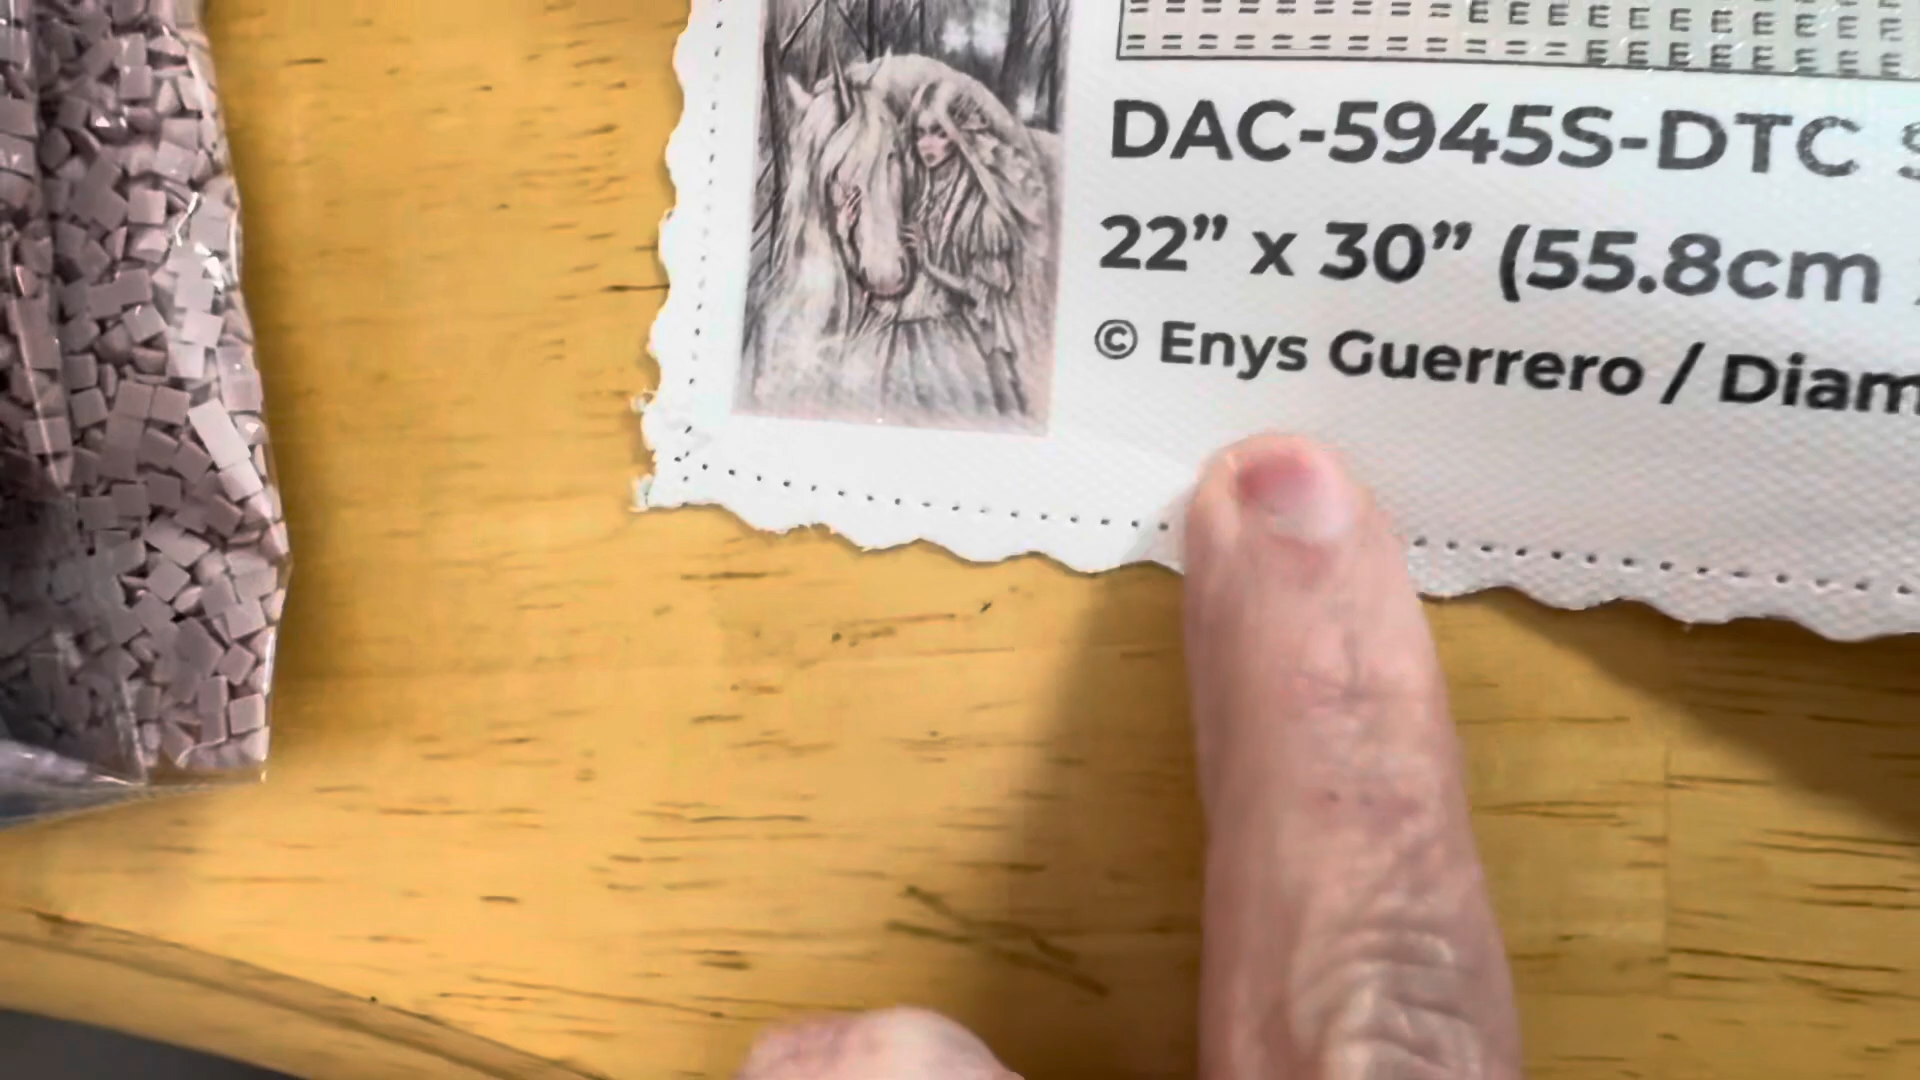 = = = = = = = = = = E E E E E E E E E E E E
= = = = = = = = = = = = = E E E E E E E E E
DAC-5945S-DTC
22” x 30” (55.8cm
© Enys Guerrero / Diam